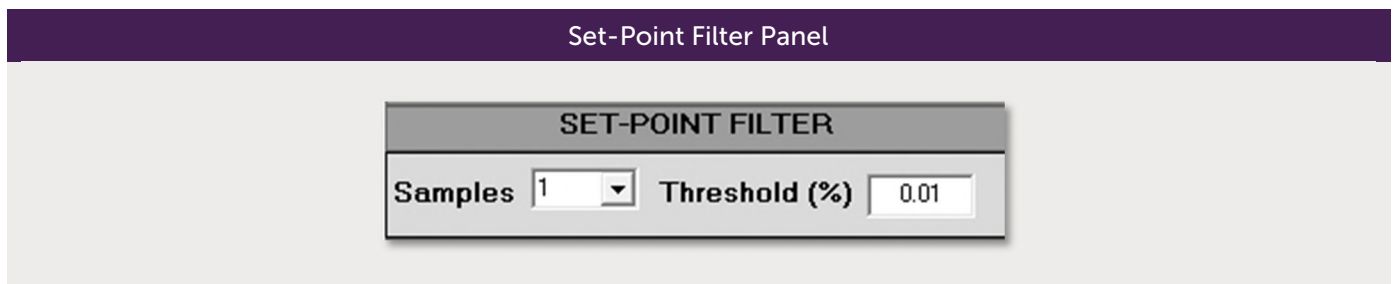 Set-Point Filter Panel
SET-POINT FILTER
Samples 1 Threshold (%) 0.01